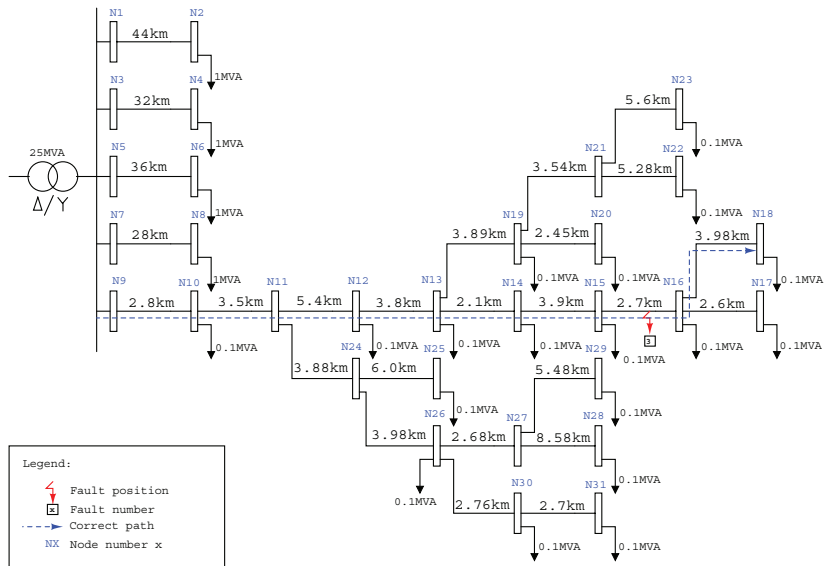 N1
N2
44km
1MVA
N3
N4
32km
N23
5.6km
1MVA
0.1MVA
25MVA
N5
N6
36km
N21
N22
3.54km
5.28km
Δ/Y
1MVA
0.1MVA
N7
N8
N19
N20
N18
28km
3.89km
2.45km
3.98km
1MVA
0.1MVA
0.1MVA
0.1MVA
N9
N10
N11
N12
N13
N14
N15
N16
N17
2.8km
3.5km
5.4km
3.8km
2.1km
3.9km
2.7km
2.6km
3
0.1MVA
0.1MVA
0.1MVA
0.1MVA
0.1MVA
0.1MVA
0.1MVA
N24
N25
N29
3.88km
6.0km
5.48km
0.1MVA
0.1MVA
N26
N27
N28
3.98km
2.68km
8.58km
0.1MVA
0.1MVA
N30
N31
2.76km
2.7km
0.1MVA
0.1MVA
Legend:
Fault position
x Fault number
Correct path
NX Node number x